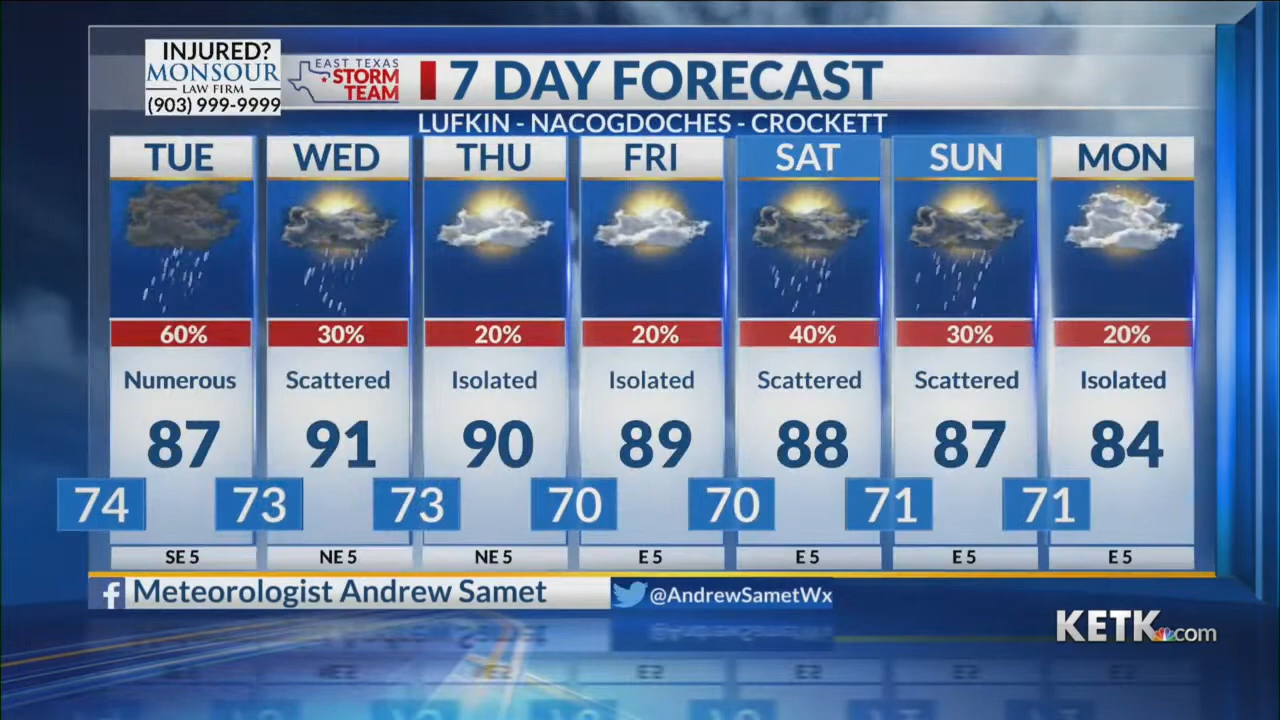 INJURED?
MONSOUR
LAW FIRM
(903) 999-9999
EAST TEXAS
STORM
TEAM
7 DAY FORECAST
LUFKIN - NACOGDOCHES - CROCKETT
TUE WED THU FRI SAT SUN MON
60% 30% 20% 20% 40% 30% 20%
Numerous Scattered Isolated Isolated Scattered Scattered Isolated
87 91 90 89 88 87 84
74 73 73 70 70 71 71
SE 5 NE 5 NE 5 E 5 E 5 E 5 E 5
f Meteorologist Andrew Samet @AndrewSametWx
KETK.com